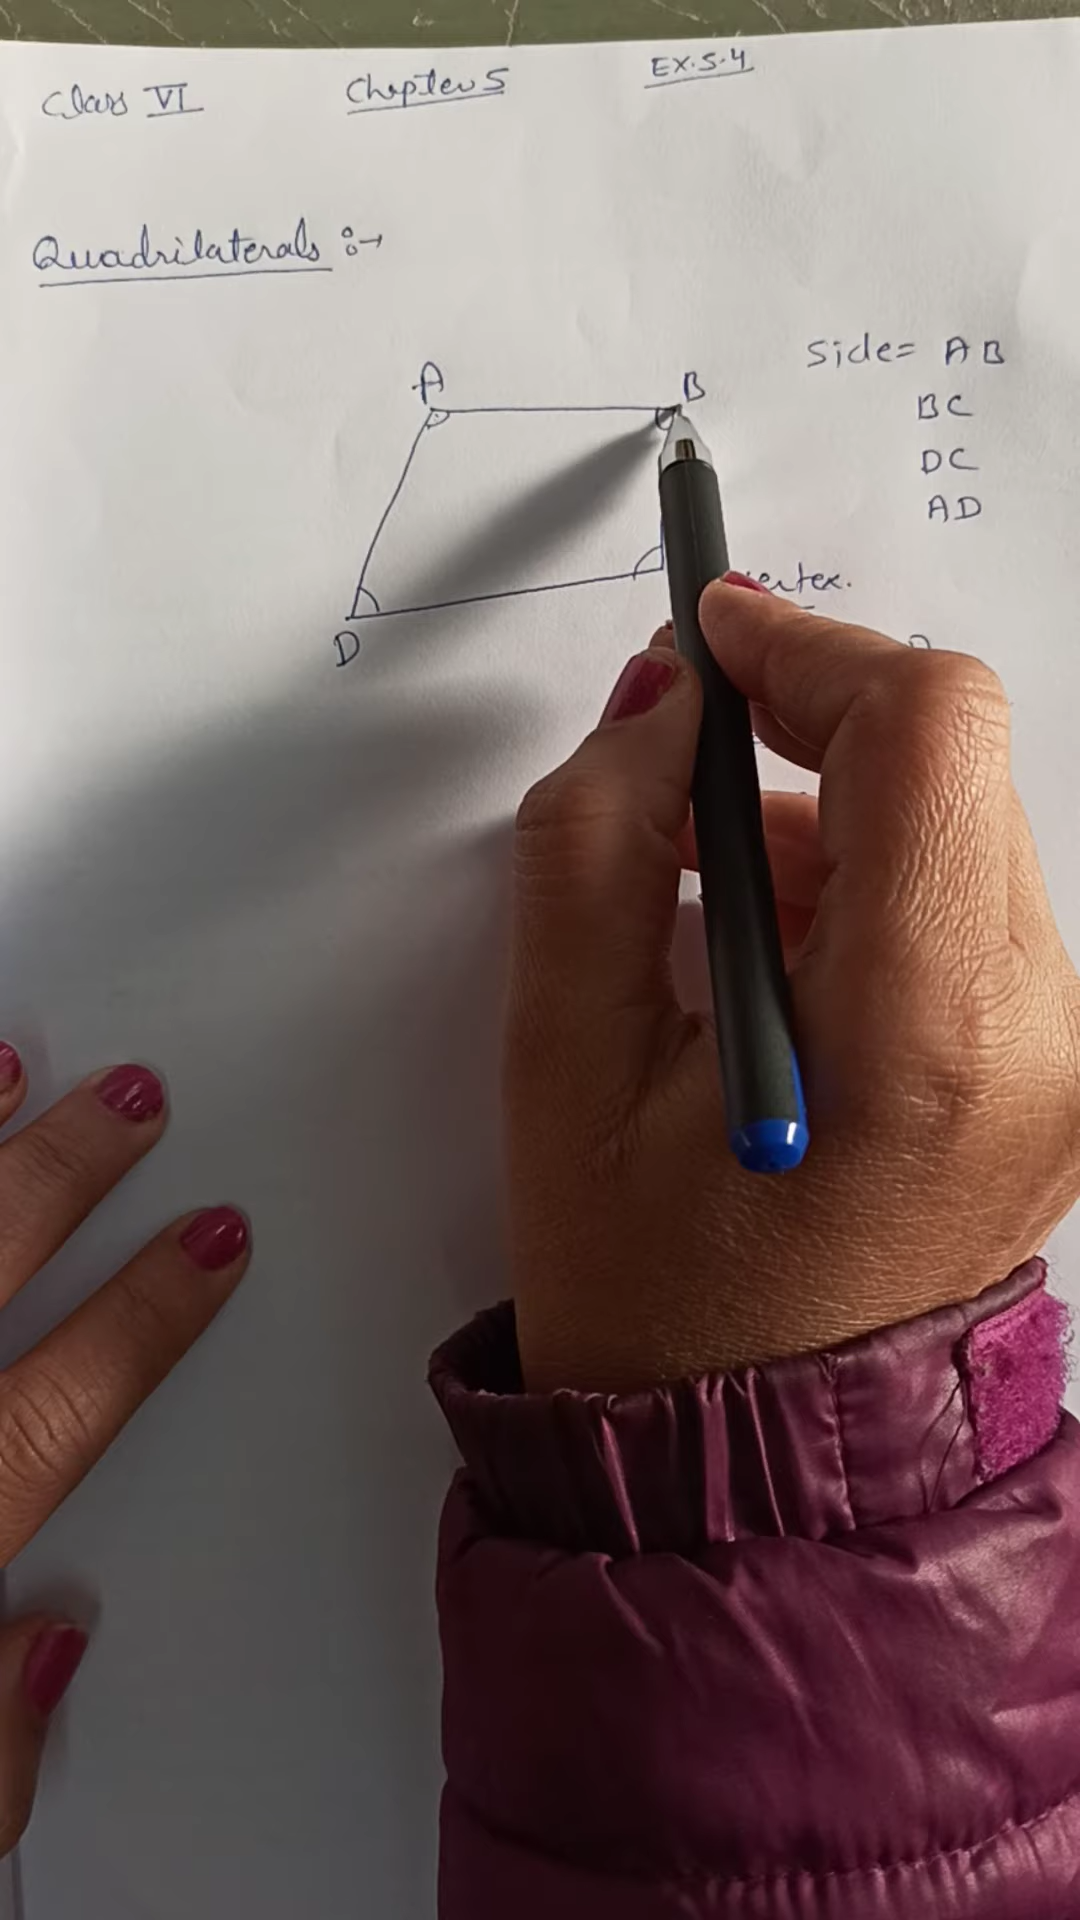 Class VI Chapter 5 EX.5.4
Quadrilaterals :→
A
B
D
Side= AB
BC
DC
AD